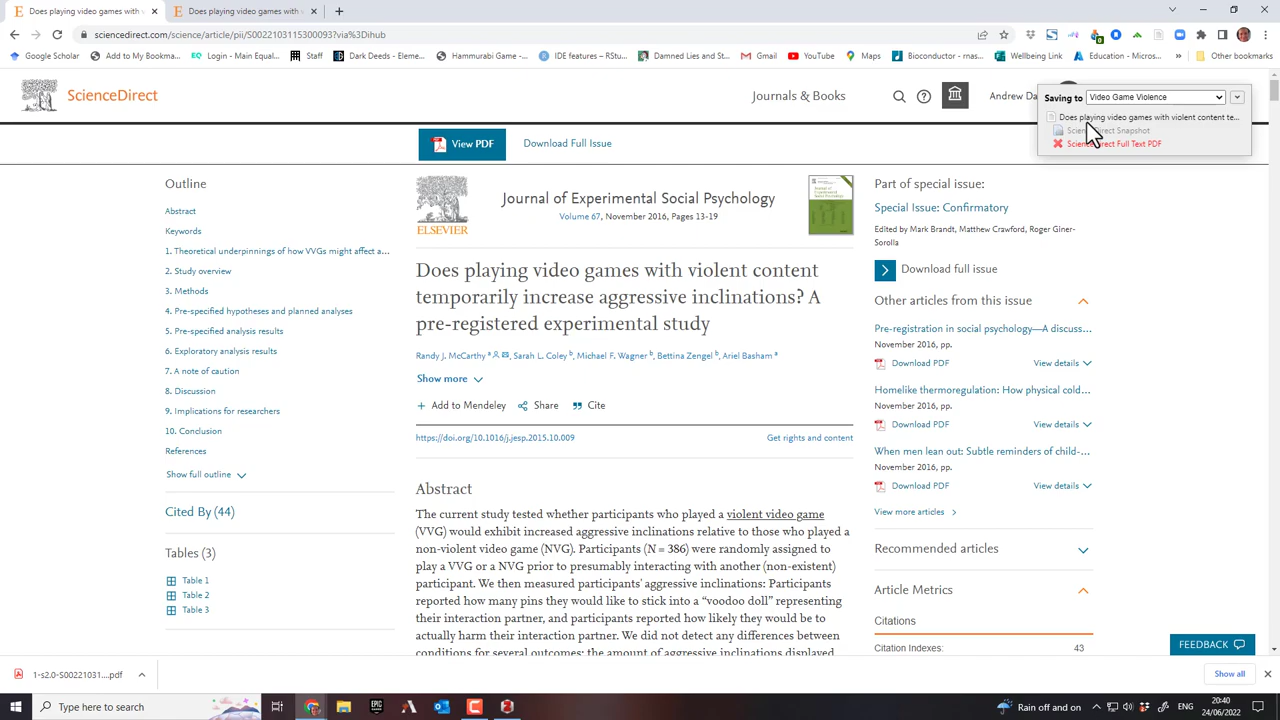 Does playing video games with v
Does playing video games with v
sciencedirect.com/science/article/pii/S0022103115300093?via%3Dihub
Google Scholar
Add to My Bookma...
Login - Main Equal...
Staff
Dark Deeds - Eleme...
Hammurabi Game -...
IDE features – RStu...
Damned Lies and St...
Gmail
YouTube
Maps
Bioconductor - rnas...
Wellbeing Link
Education - Micros...
»
Other bookmarks
ScienceDirect
Journals & Books
Andrew Da
Saving to
Video Game Violence
Does playing video games with violent content te...
ScienceDirect Snapshot
ScienceDirect Full Text PDF
View PDF
Download Full Issue
Outline
Abstract
Keywords
1. Theoretical underpinnings of how VVGs might affect a...
2. Study overview
3. Methods
4. Pre-specified hypotheses and planned analyses
5. Pre-specified analysis results
6. Exploratory analysis results
7. A note of caution
8. Discussion
9. Implications for researchers
10. Conclusion
References
Show full outline
Cited By (44)
Tables (3)
Table 1
Table 2
Table 3
ELSEVIER
Journal of Experimental Social Psychology
Volume 67, November 2016, Pages 13-19
Does playing video games with violent content
temporarily increase aggressive inclinations? A
pre-registered experimental study
Randy J. McCarthy a, Sarah L. Coley b, Michael F. Wagner b, Bettina Zengel b, Ariel Basham a
Show more
+ Add to Mendeley
Share
Cite
https://doi.org/10.1016/j.jesp.2015.10.009
Get rights and content
Abstract
The current study tested whether participants who played a violent video game
(VVG) would exhibit increased aggressive inclinations relative to those who played a
non-violent video game (NVG). Participants (N = 386) were randomly assigned to
play a VVG or a NVG prior to presumably interacting with another (non-existent)
participant. We then measured participants' aggressive inclinations: Participants
reported how many pins they would like to stick into a “voodoo doll” representing
their interaction partner, and participants reported how likely they would be to
actually harm their interaction partner. We did not detect any differences between
conditions for several outcomes: the amount of aggressive inclinations displayed
Part of special issue:
Special Issue: Confirmatory
Edited by Mark Brandt, Matthew Crawford, Roger Giner-
Sorolla
Download full issue
Other articles from this issue
Pre-registration in social psychology—A discuss...
November 2016, pp.
Download PDF
View details
Homelike thermoregulation: How physical cold...
November 2016, pp.
Download PDF
View details
When men lean out: Subtle reminders of child-...
November 2016, pp.
Download PDF
View details
View more articles
Recommended articles
Article Metrics
Citations
Citation Indexes:
43
FEEDBACK
1-s2.0-S00221031....pdf
Show all
Type here to search
EPIC
Rain off and on
ENG
20:40
24/06/2022